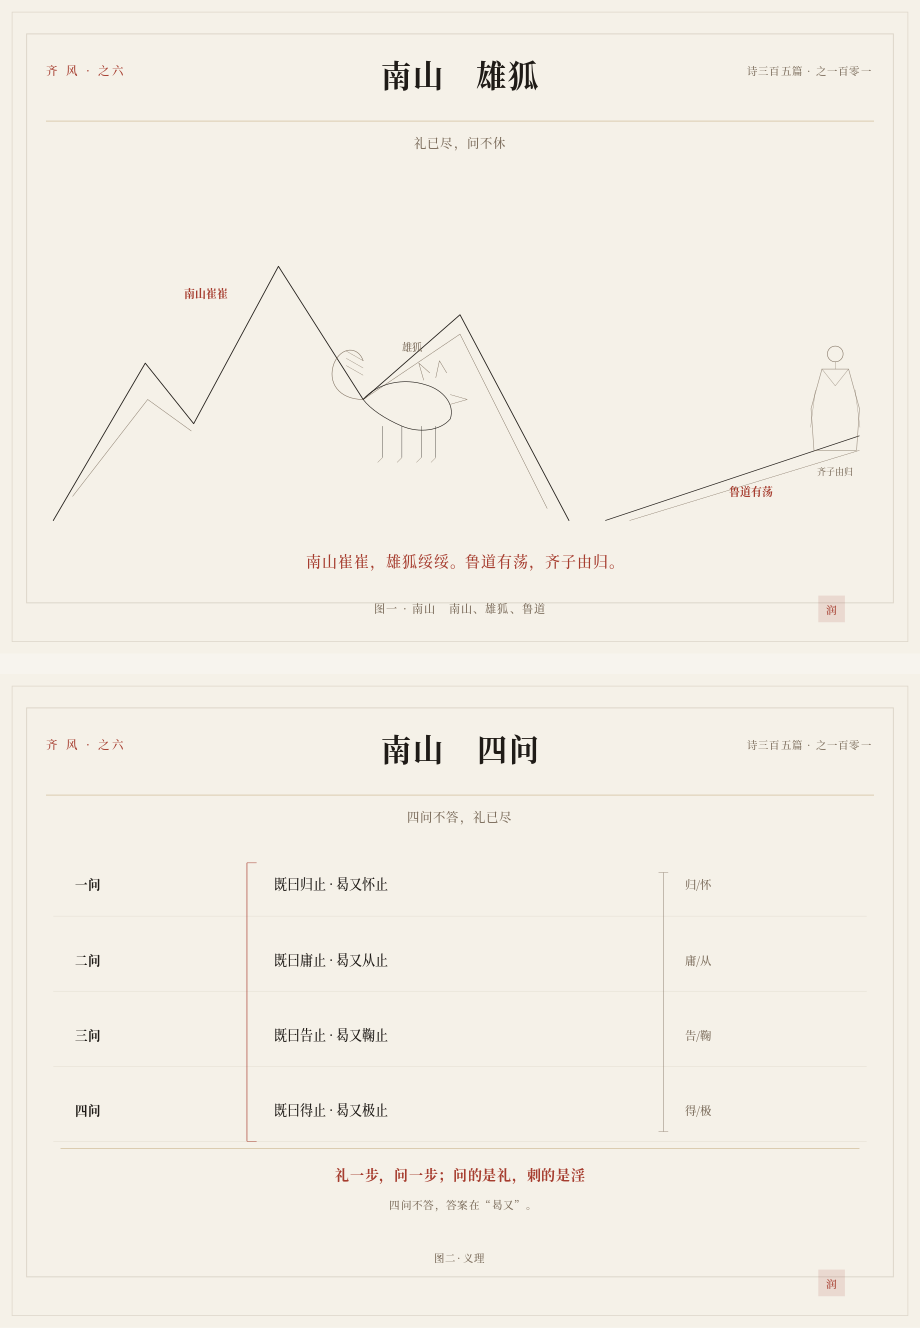 齐 风 · 之六
南山　雄狐
诗三百五篇 · 之一百零一
礼已尽，问不休
南山崔崔
雄狐
齐子由归
鲁道有荡
南山崔崔，雄狐绥绥。鲁道有荡，齐子由归。
图一 · 南山　南山、雄狐、鲁道
润
齐 风 · 之六
南山　四问
诗三百五篇 · 之一百零一
四问不答，礼已尽
一问　既曰归止 · 曷又怀止　归/怀
二问　既曰庸止 · 曷又从止　庸/从
三问　既曰告止 · 曷又鞠止　告/鞠
四问　既曰得止 · 曷又极止　得/极
礼一步，问一步；问的是礼，刺的是淫
四问不答，答案在“曷又”。
图二 · 义理
润